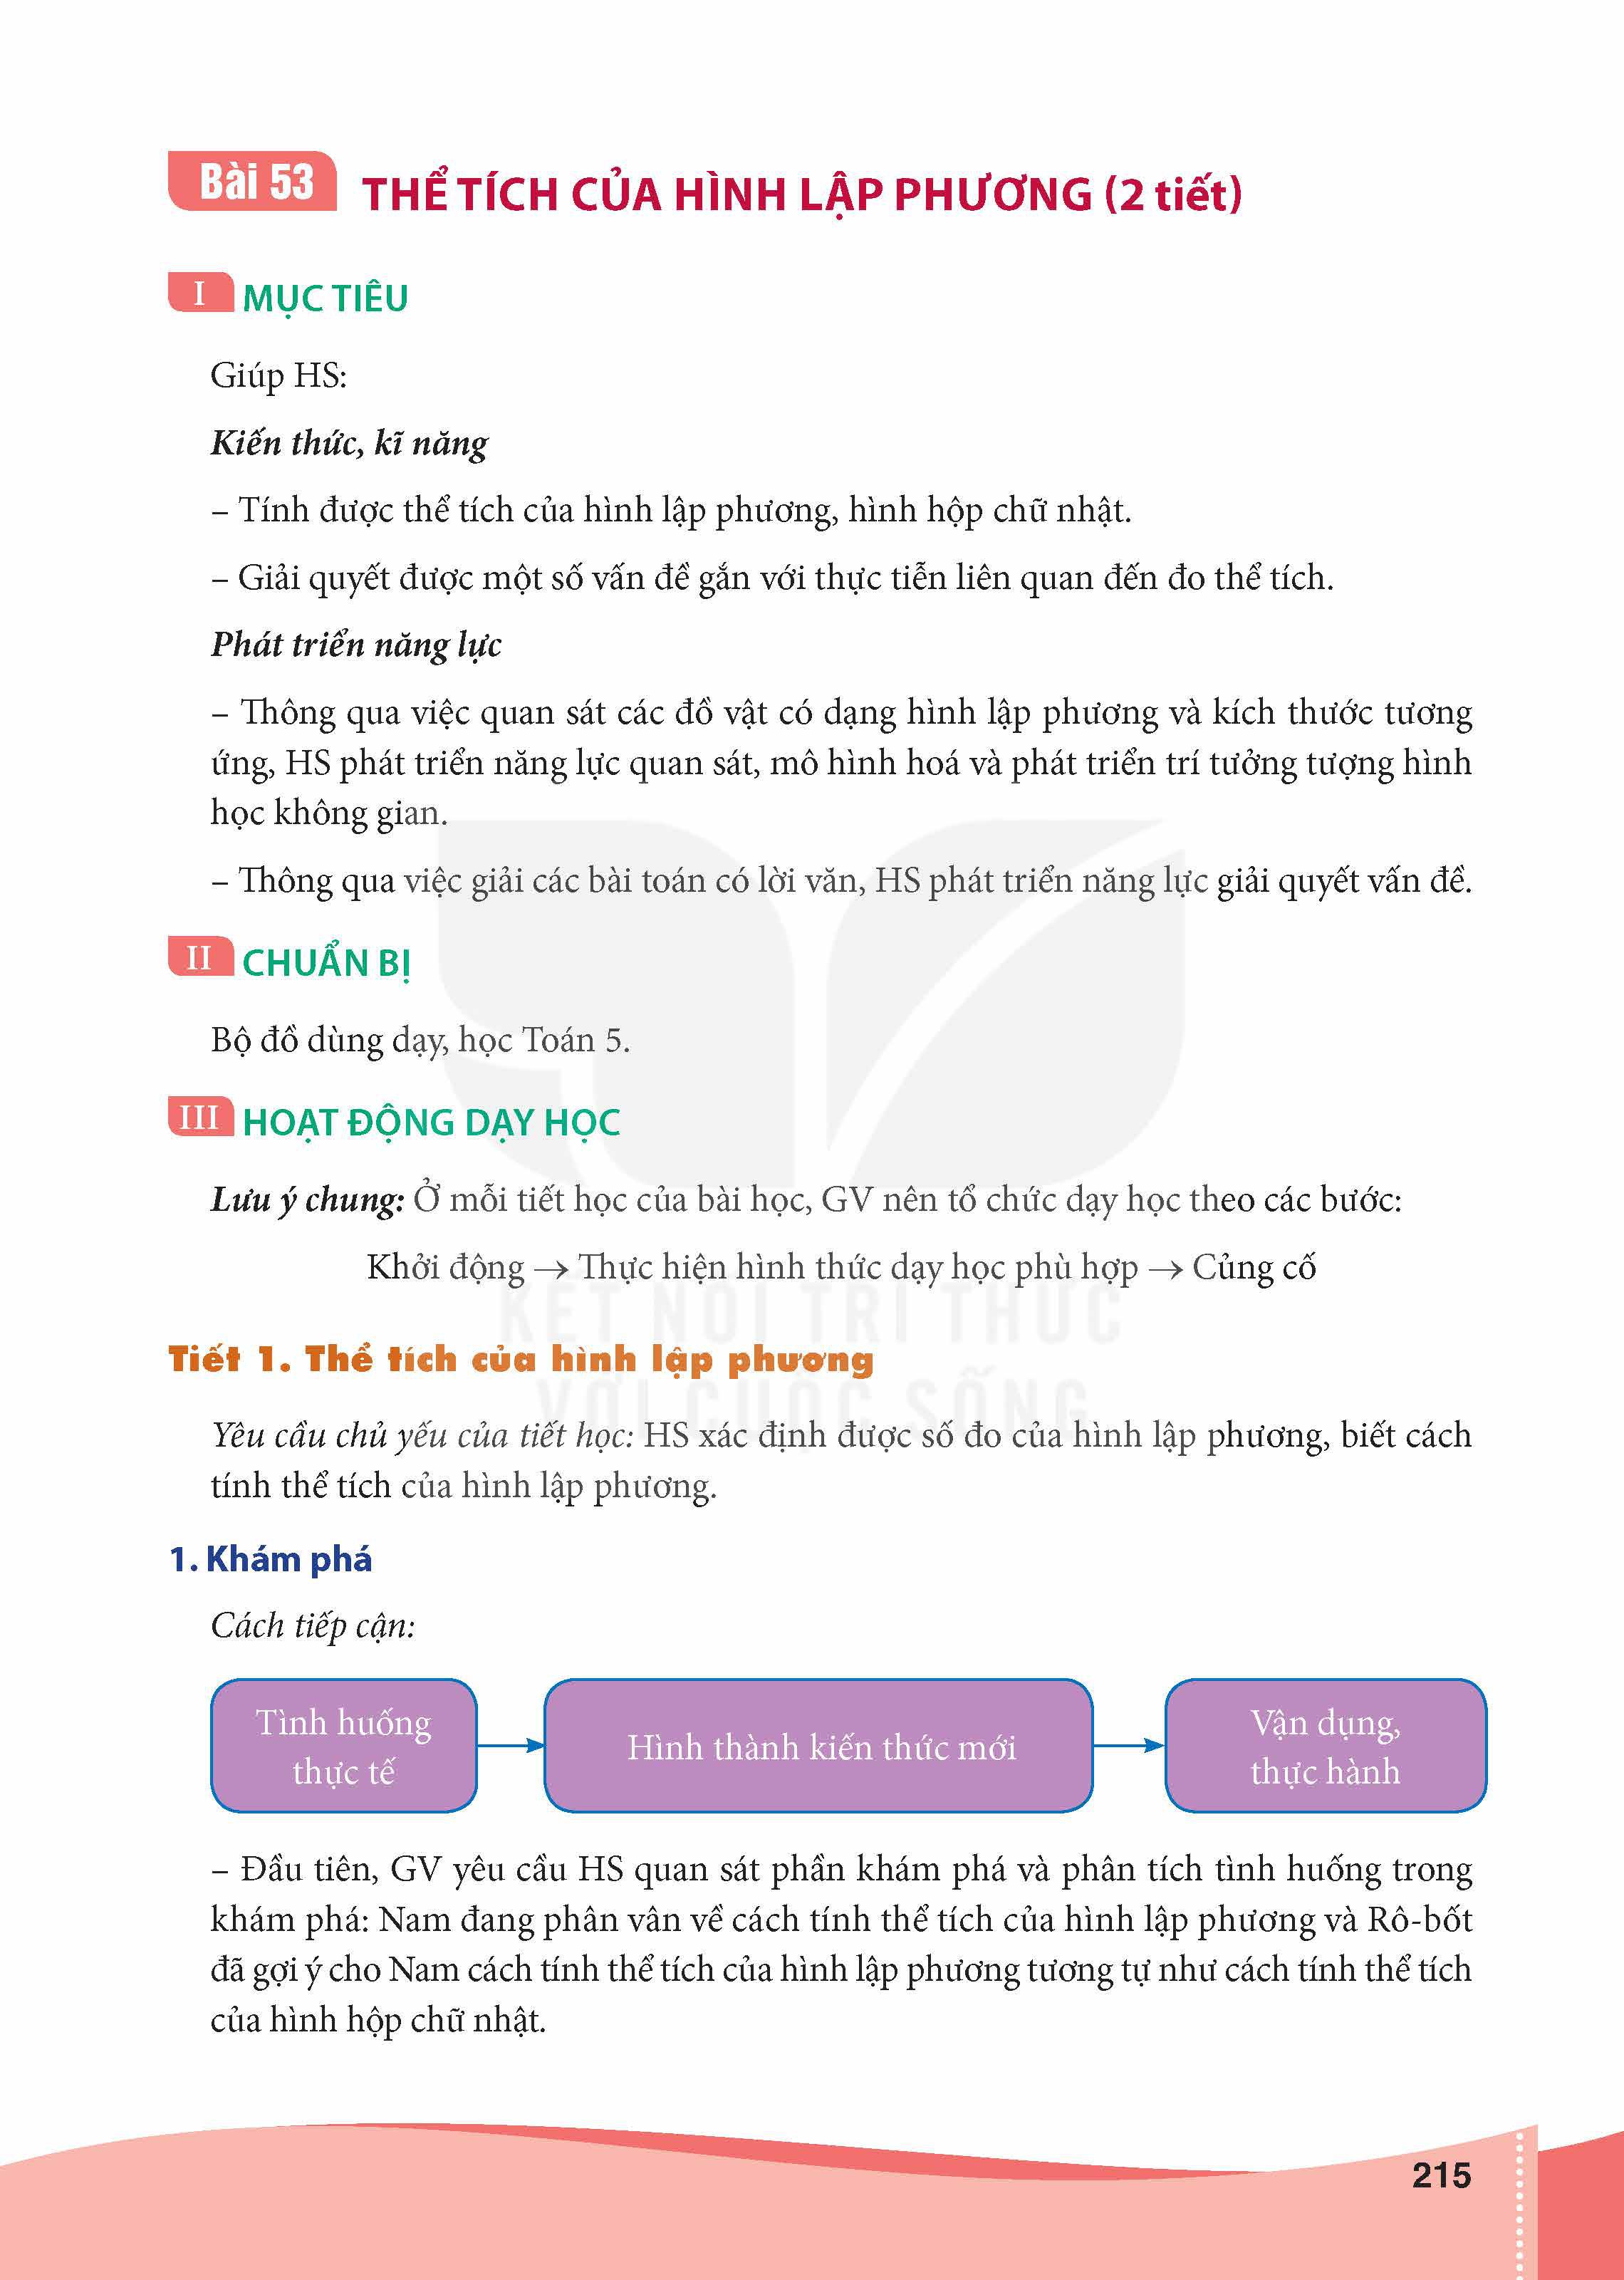 Bài 53
THỂ TÍCH CỦA HÌNH LẬP PHƯƠNG (2 tiết)
I MỤC TIÊU
Giúp HS:
Kiến thức, kĩ năng
– Tính được thể tích của hình lập phương, hình hộp chữ nhật.
– Giải quyết được một số vấn đề gắn với thực tiễn liên quan đến đo thể tích.
Phát triển năng lực
– Thông qua việc quan sát các đồ vật có dạng hình lập phương và kích thước tương
ứng, HS phát triển năng lực quan sát, mô hình hoá và phát triển trí tưởng tượng hình
học không gian.
– Thông qua việc giải các bài toán có lời văn, HS phát triển năng lực giải quyết vấn đề.
II CHUẨN BỊ
Bộ đồ dùng dạy, học Toán 5.
III HOẠT ĐỘNG DẠY HỌC
Lưu ý chung: Ở mỗi tiết học của bài học, GV nên tổ chức dạy học theo các bước:
Khởi động → Thực hiện hình thức dạy học phù hợp → Củng cố
KẾT NỐI TRI THỨC
Tiết 1. Thể tích của hình lập phương
VỚI CUỘC SỐNG
Yêu cầu chủ yếu của tiết học: HS xác định được số đo của hình lập phương, biết cách
tính thể tích của hình lập phương.
1. Khám phá
Cách tiếp cận:
Tình huống
thực tế
Hình thành kiến thức mới
Vận dụng,
thực hành
– Đầu tiên, GV yêu cầu HS quan sát phần khám phá và phân tích tình huống trong
khám phá: Nam đang phân vân về cách tính thể tích của hình lập phương và Rô-bốt
đã gợi ý cho Nam cách tính thể tích của hình lập phương tương tự như cách tính thể tích
của hình hộp chữ nhật.
215